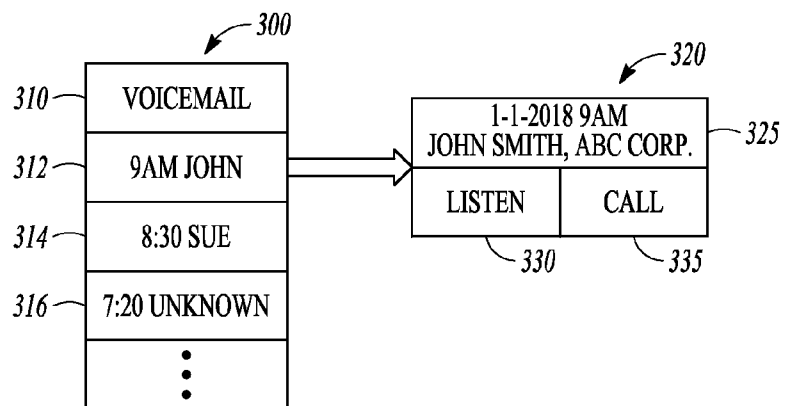 300
310
VOICEMAIL
312
9AM JOHN
314
8:30 SUE
316
7:20 UNKNOWN
320
1-1-2018 9AM
JOHN SMITH, ABC CORP.
325
LISTEN
CALL
330
335